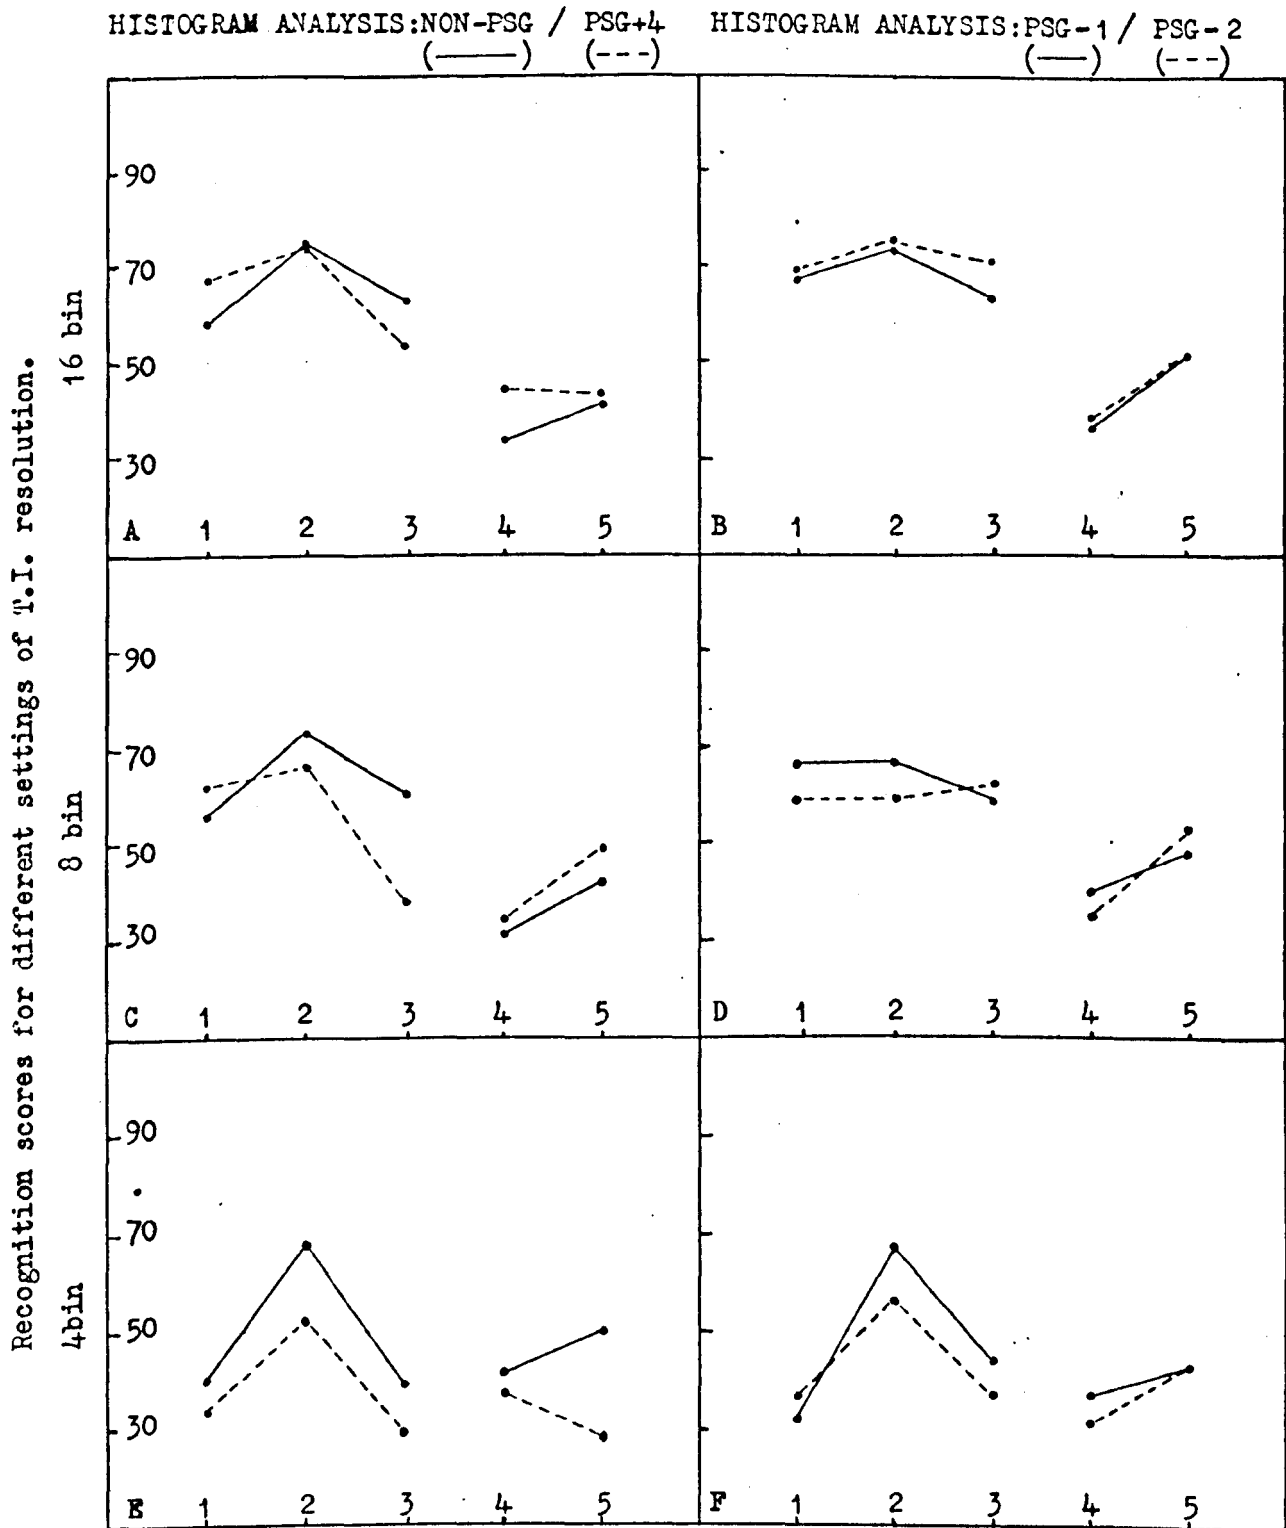 HISTOGRAM ANALYSIS:NON-PSG / PSG+4
(———) (---)
HISTOGRAM ANALYSIS:PSG-1 / PSG-2
(——) (---)
Recognition scores for different settings of T.I. resolution.
16 bin
90
70
50
30
A 1 2 3 4 5
B 1 2 3 4 5
8 bin
90
70
50
30
C 1 2 3 4 5
D 1 2 3 4 5
4bin
90
70
50
30
E 1 2 3 4 5
F 1 2 3 4 5